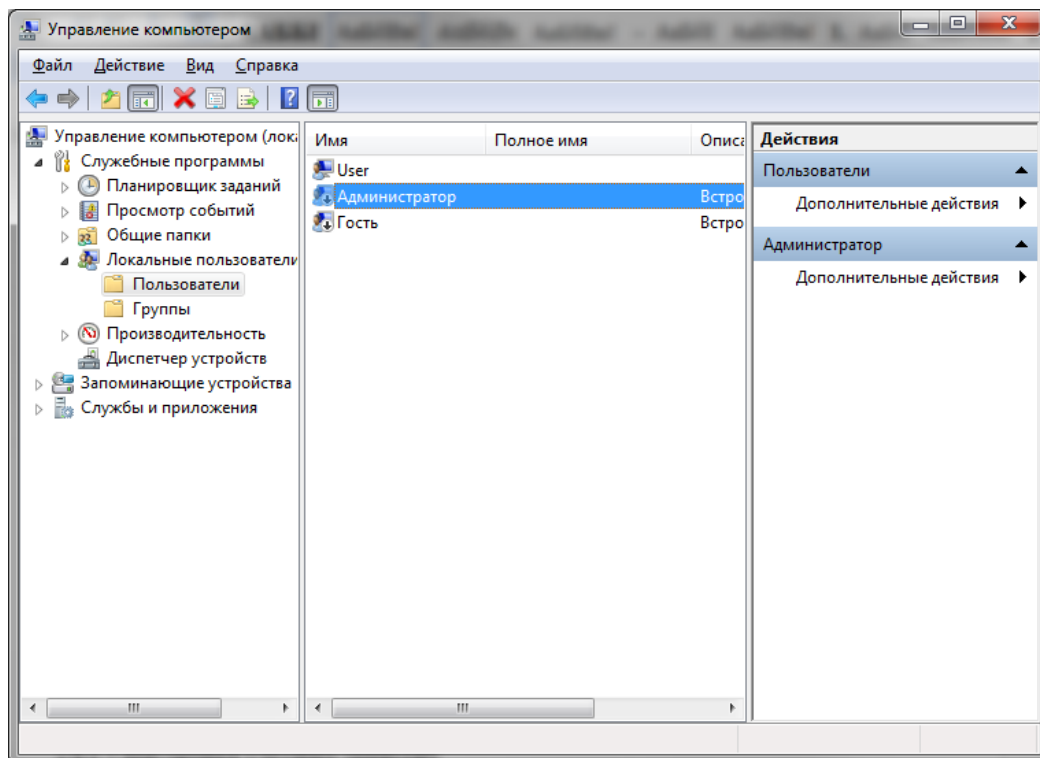 Управление компьютером
Файл Действие Вид Справка
Управление компьютером (лока
Служебные программы
Планировщик заданий
Просмотр событий
Общие папки
Локальные пользователи
Пользователи
Группы
Производительность
Диспетчер устройств
Запоминающие устройства
Службы и приложения
Имя Полное имя Описа
User
Администратор Встро
Гость Встро
Действия
Пользователи
Дополнительные действия
Администратор
Дополнительные действия